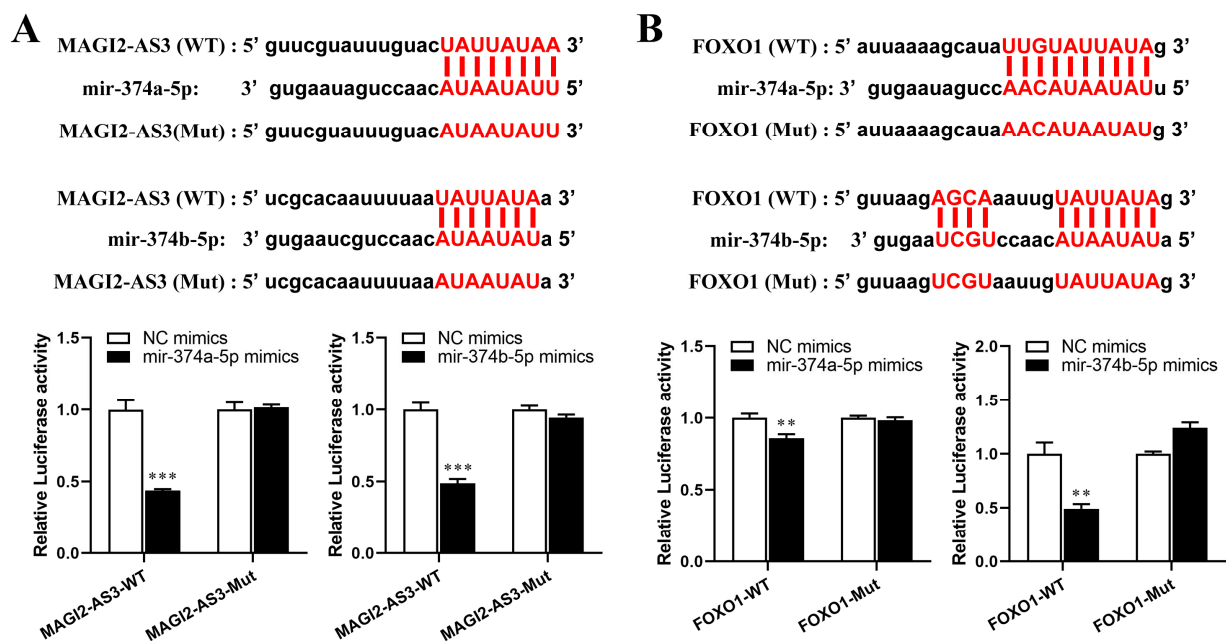 A
MAGI2-AS3 (WT) : 5’ guucguauuuguacUAUUAUAA 3’
mir-374a-5p: 3’ gugaauaguccaacAUAAUAUU 5’
MAGI2-AS3(Mut) : 5’ guucguauuuguacAUAAUAUU 3’
MAGI2-AS3 (WT) : 5’ ucgcacaauuuuaaUAUUAUAa 3’
mir-374b-5p: 3’ gugaaucguccaacAUAAUAUa 5’
MAGI2-AS3 (Mut) : 5’ ucgcacaauuuuaaAUAAUAUa 3’
Relative Luciferase activity
1.5
1.0
0.5
0.0
NC mimics
mir-374a-5p mimics
***
MAGI2-AS3-WT
MAGI2-AS3-Mut
Relative Luciferase activity
1.5
1.0
0.5
0.0
NC mimics
mir-374b-5p mimics
***
MAGI2-AS3-WT
MAGI2-AS3-Mut
B
FOXO1 (WT) : 5’ auuaaaagcauaUUGUAUUAUAg 3’
mir-374a-5p: 3’ gugaauaguccAACAUAAUAUu 5’
FOXO1 (Mut) : 5’ auuaaaagcauaAACAUAAUAUg 3’
FOXO1 (WT) : 5’ guuaagAGCAaauugUAUUAUAg 3’
mir-374b-5p: 3’ gugaaUCGUccaacAUAAUAUa 5’
FOXO1 (Mut) : 5’ guuaagUCGUaauugUAUUAUAg 3’
Relative Luciferase activity
1.5
1.0
0.5
0.0
NC mimics
mir-374a-5p mimics
**
FOXO1-WT
FOXO1-Mut
Relative Luciferase activity
2.0
1.5
1.0
0.5
0.0
NC mimics
mir-374b-5p mimics
**
FOXO1-WT
FOXO1-Mut